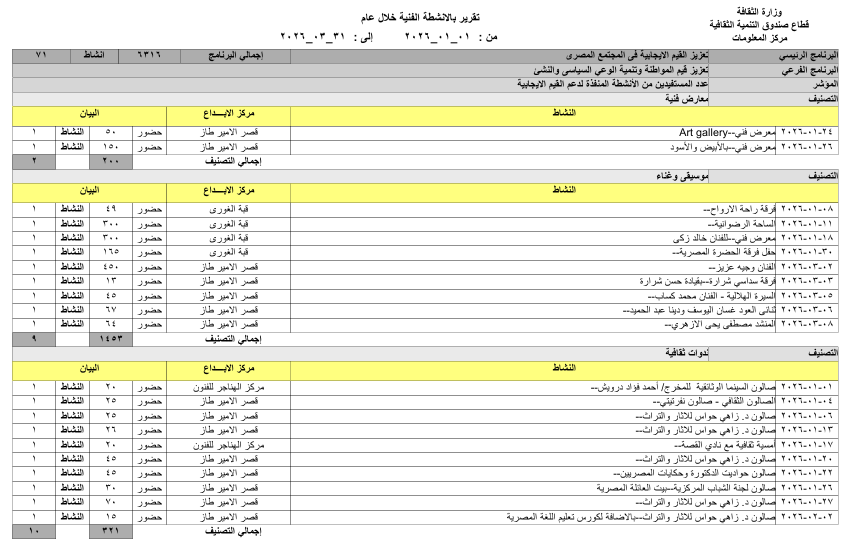 وزارة الثقافة
قطاع صندوق التنمية الثقافية
مركز المعلومات
تقرير بالانشطة الفنية خلال عام
من : ٠١_٠١_٢٠٢٦ إلى : ٣١_٠٣_٢٠٢٦
البرنامج الرئيسي تعزيز القيم الايجابية فى المجتمع المصرى إجمالي البرنامج ٦٣١٦ انشاط ٧١
البرنامج الفرعي تعزيز قيم المواطنة وتنمية الوعي السياسى والنشئ
المؤشر عدد المستفيدين من الأنشطة المنفذة لدعم القيم الايجابية
التصنيف معارض فنية
النشاط مركز الابـــداع البيان
٢٤-٠١-٢٠٢٦ معرض فني--Art gallery قصر الامير طاز حضور ٥٠ النشاط ١
٢٦-٠١-٢٠٢٦ معرض فني--بالأبيض والأسود قصر الامير طاز حضور ١٥٠ النشاط ١
إجمالي التصنيف ٢٠٠ ٢
التصنيف موسيقى وغناء
النشاط مركز الابـــداع البيان
٠٨-٠١-٢٠٢٦ فرقة راحة الارواح-- قبة الغورى حضور ٤٩ النشاط ١
١١-٠١-٢٠٢٦ الساحة الرضوانية-- قبة الغورى حضور ٣٠٠ النشاط ١
١٨-٠١-٢٠٢٦ معرض فني--للفنان خالد زكى قبة الغورى حضور ٣٠٠ النشاط ١
٣٠-٠١-٢٠٢٦ حفل فرقة الحضرة المصرية-- قبة الغورى حضور ١٦٥ النشاط ١
٠٢-٠٣-٢٠٢٦ الفنان وجيه عزيز-- قصر الامير طاز حضور ٤٥٠ النشاط ١
٠٣-٠٣-٢٠٢٦ فرقة سداسي شرارة--بقيادة حسن شرارة قصر الامير طاز حضور ١٣ النشاط ١
٠٥-٠٣-٢٠٢٦ السيرة الهلالية - الفنان محمد كساب-- قصر الامير طاز حضور ٤٥ النشاط ١
٠٦-٠٣-٢٠٢٦ ثنائى العود غسان اليوسف ودينا عبد الحميد-- قصر الامير طاز حضور ٦٧ النشاط ١
٠٨-٠٣-٢٠٢٦ المنشد مصطفى يحى الازهري-- قصر الامير طاز حضور ٦٤ النشاط ١
إجمالي التصنيف ١٤٥٣ ٩
التصنيف ندوات ثقافية
النشاط مركز الابـــداع البيان
٠١-٠١-٢٠٢٦ صالون السينما الوثائقية للمخرج/ أحمد فؤاد درويش-- مركز الهناجر للفنون حضور ٢٠ النشاط ١
٠٤-٠١-٢٠٢٦ الصالون الثقافي - صالون نفرتيتي-- قصر الامير طاز حضور ٢٥ النشاط ١
٠٦-٠١-٢٠٢٦ صالون د. زاهي حواس للآثار والتراث-- قصر الامير طاز حضور ٢٥ النشاط ١
١٣-٠١-٢٠٢٦ صالون د. زاهي حواس للآثار والتراث-- قصر الامير طاز حضور ٢٦ النشاط ١
١٧-٠١-٢٠٢٦ أمسية ثقافية مع نادي القصة-- مركز الهناجر للفنون حضور ٢٠ النشاط ١
٢٠-٠١-٢٠٢٦ صالون د. زاهي حواس للآثار والتراث-- قصر الامير طاز حضور ٤٥ النشاط ١
٢٢-٠١-٢٠٢٦ صالون حواديت الدكتورة وحكايات المصريين-- قصر الامير طاز حضور ٤٥ النشاط ١
٢٦-٠١-٢٠٢٦ صالون لجنة الشباب المركزية--بيت العائلة المصرية قصر الامير طاز حضور ٣٠ النشاط ١
٢٧-٠١-٢٠٢٦ صالون د. زاهي حواس للآثار والتراث-- قصر الامير طاز حضور ٧٠ النشاط ١
٠٢-٠٢-٢٠٢٦ صالون د. زاهي حواس للآثار والتراث--بالاضافة لكورس تعليم اللغة المصرية قصر الامير طاز حضور ١٥ النشاط ١
إجمالي التصنيف ٣٢١ ١٠